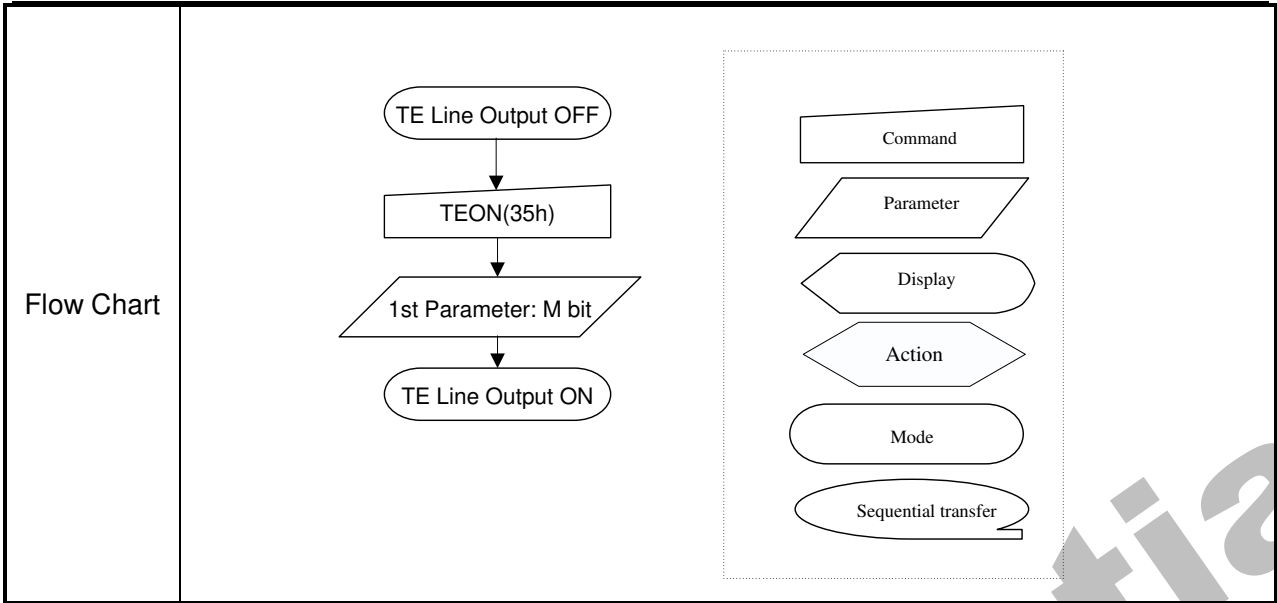 Flow Chart
TE Line Output OFF
TEON(35h)
1st Parameter: M bit
TE Line Output ON
Command
Parameter
Display
Action
Mode
Sequential transfer